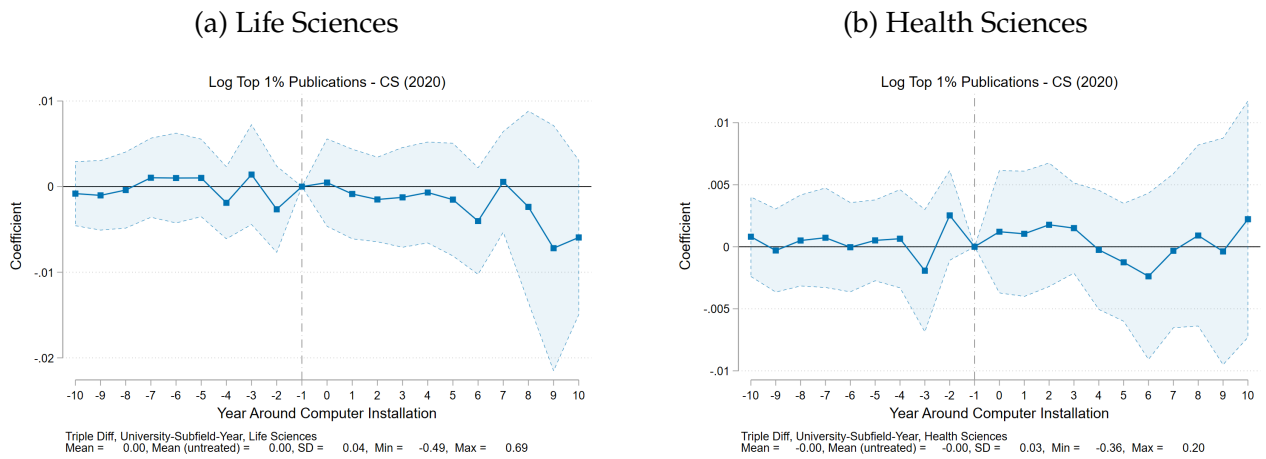 (a) Life Sciences
Log Top 1% Publications - CS (2020)
Coefficient
.01
0
-.01
-.02
-10 -9 -8 -7 -6 -5 -4 -3 -2 -1 0 1 2 3 4 5 6 7 8 9 10
Year Around Computer Installation
Triple Diff, University-Subfield-Year, Life Sciences
Mean = 0.00, Mean (untreated) = 0.00, SD = 0.04, Min = -0.49, Max = 0.69
(b) Health Sciences
Log Top 1% Publications - CS (2020)
Coefficient
.01
.005
0
-.005
-.01
-10 -9 -8 -7 -6 -5 -4 -3 -2 -1 0 1 2 3 4 5 6 7 8 9 10
Year Around Computer Installation
Triple Diff, University-Subfield-Year, Health Sciences
Mean = -0.00, Mean (untreated) = -0.00, SD = 0.03, Min = -0.36, Max = 0.20